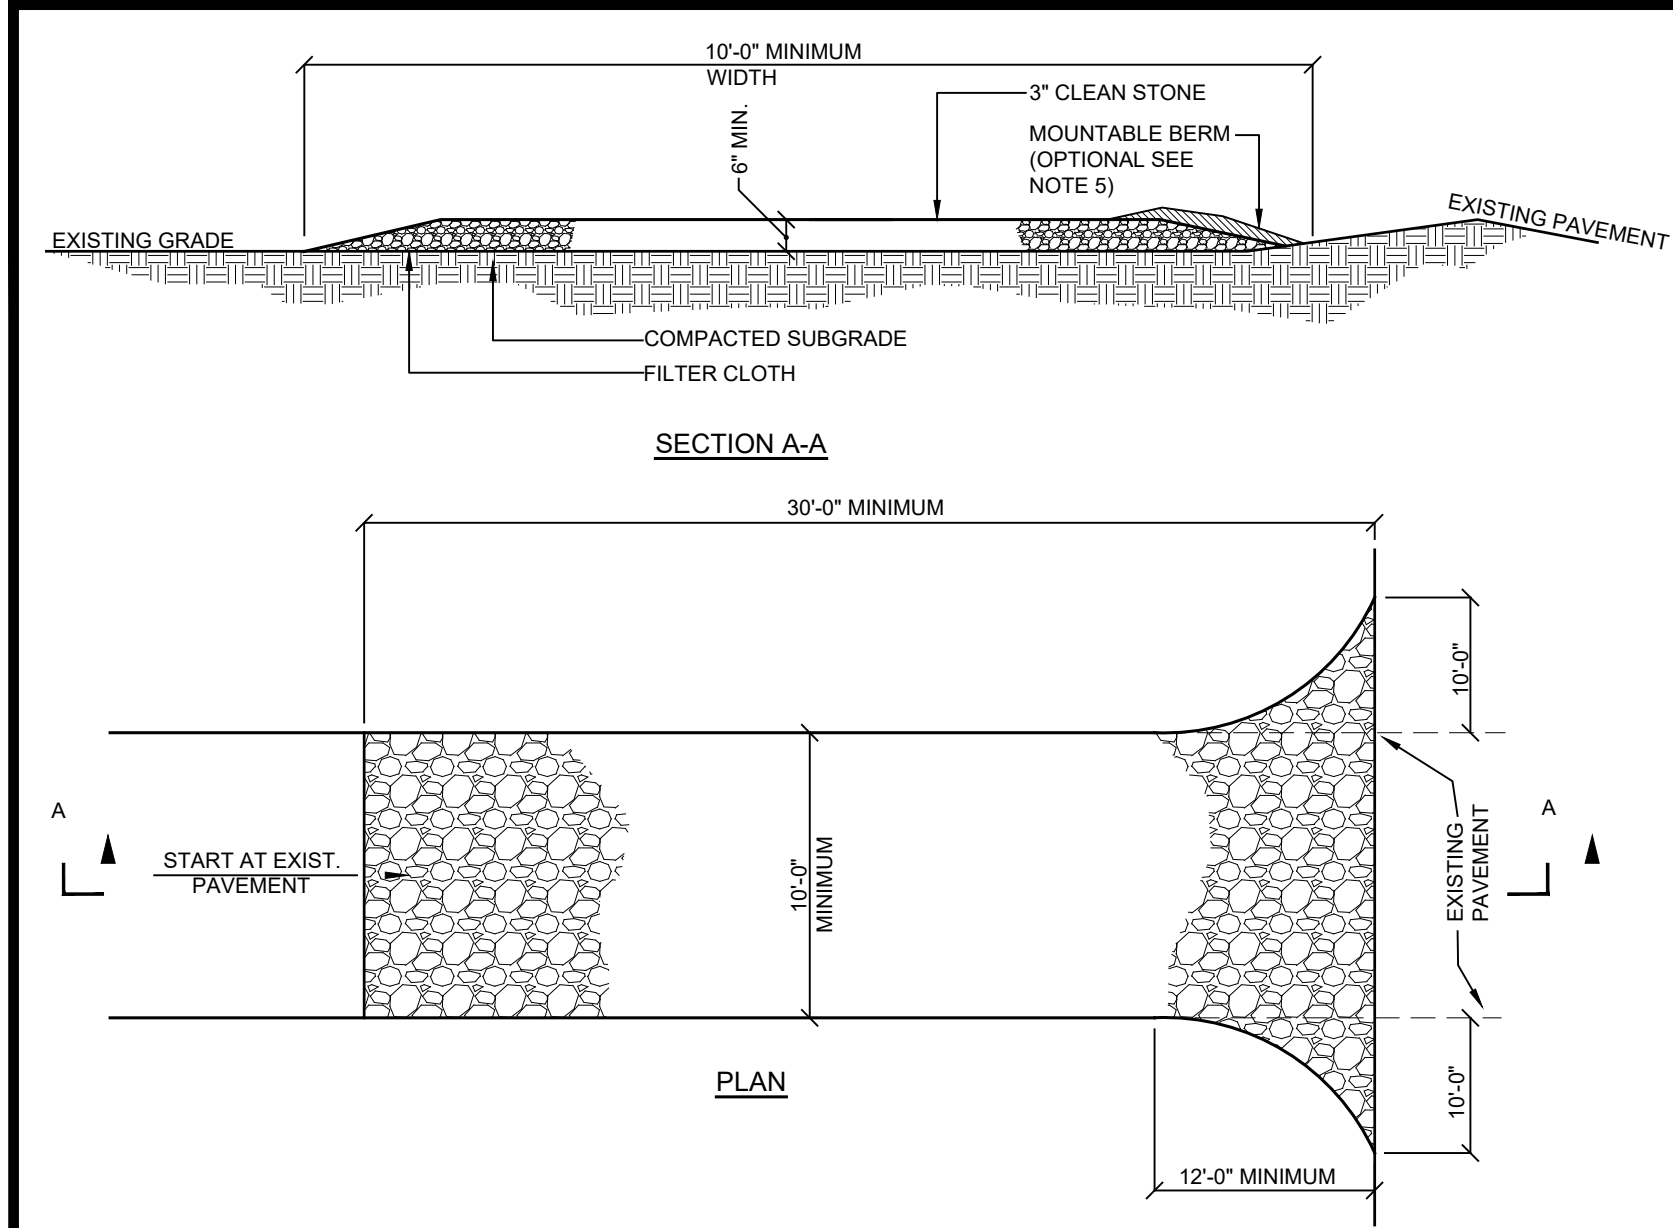 10'-0" MINIMUM
WIDTH
6" MIN.
3" CLEAN STONE
MOUNTABLE BERM
(OPTIONAL SEE
NOTE 5)
EXISTING GRADE
EXISTING PAVEMENT
COMPACTED SUBGRADE
FILTER CLOTH
SECTION A-A
30'-0" MINIMUM
10'-0"
A
A
START AT EXIST.
PAVEMENT
10'-0"
MINIMUM
EXISTING
PAVEMENT
PLAN
10'-0"
12'-0" MINIMUM